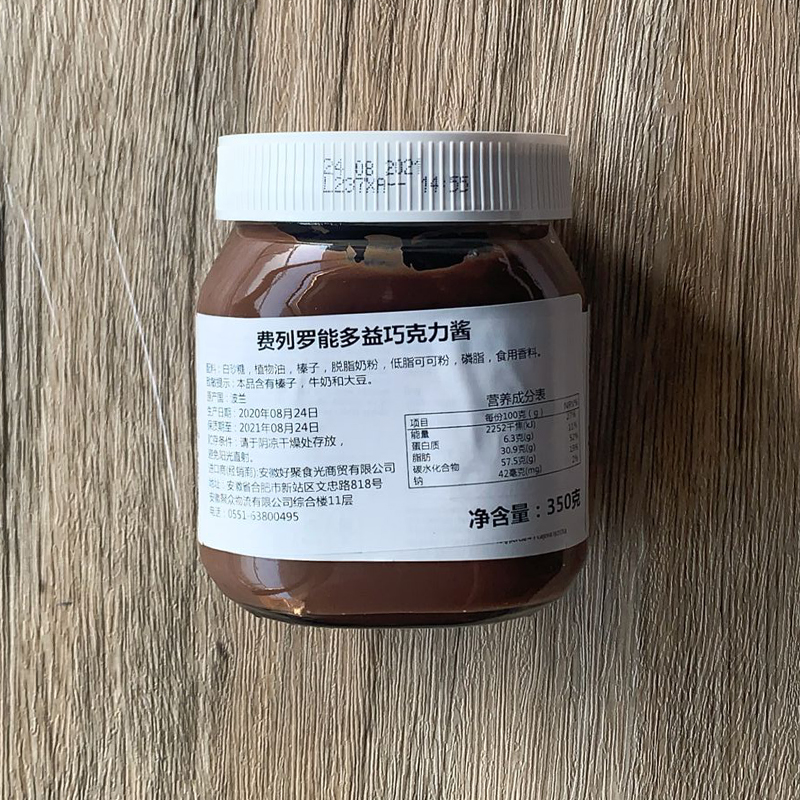 24 08 2021
L237XA-- 14:55
费列罗能多益巧克力酱
配料：白砂糖，植物油，榛子，脱脂奶粉，低脂可可粉，磷脂，食用香料。
致敏提示：本品含有榛子，牛奶和大豆。
原产国：波兰
生产日期：2020年08月24日
保质期至：2021年08月24日
贮存条件：请于阴凉干燥处存放，
避免阳光直射。
进口商(经销商):安徽好聚食光商贸有限公司
地址：安徽省合肥市新站区文忠路818号
安徽聚众物流有限公司综合楼11层
电话：0551-63800495
营养成分表
项目 每份100克（g） NRV%
能量 2252千焦(kJ) 27%
蛋白质 6.3克(g) 11%
脂肪 30.9克(g) 52%
碳水化合物 57.5克(g) 19%
钠 42毫克(mg) 2%
净含量：350克